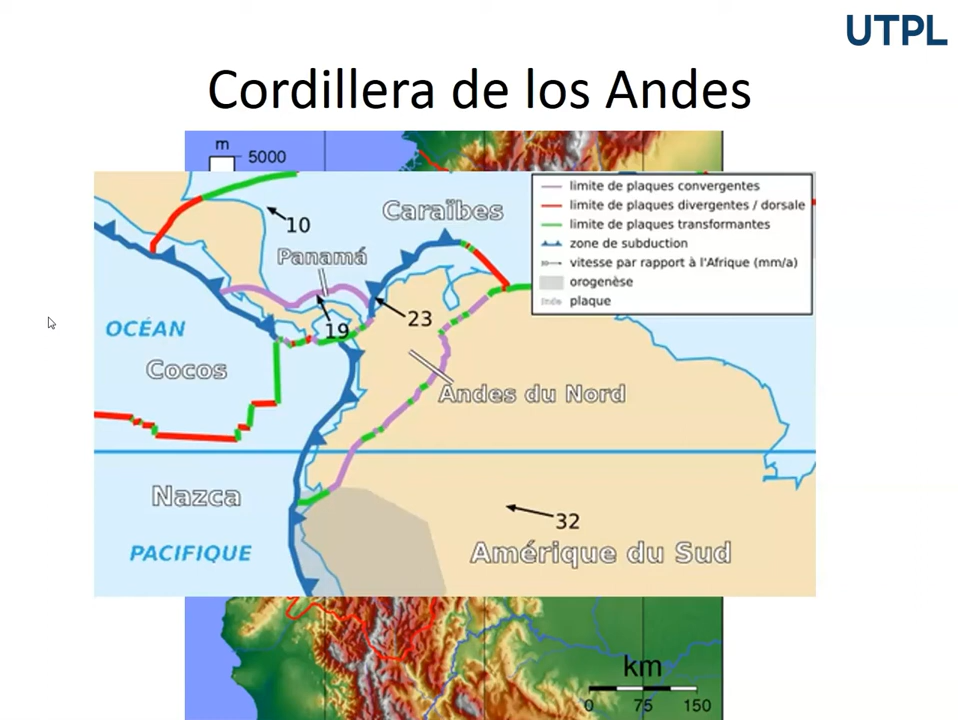 UTPL
Cordillera de los Andes
m
5000
limite de plaques convergentes
limite de plaques divergentes / dorsale
limite de plaques transformantes
zone de subduction
vitesse par rapport à l'Afrique (mm/a)
orogenèse
plaque
10
Caraïbes
Panamá
19
23
OCÉAN
Cocos
Andes du Nord
Nazca
32
PACIFIQUE
Amérique du Sud
km
0 75 150